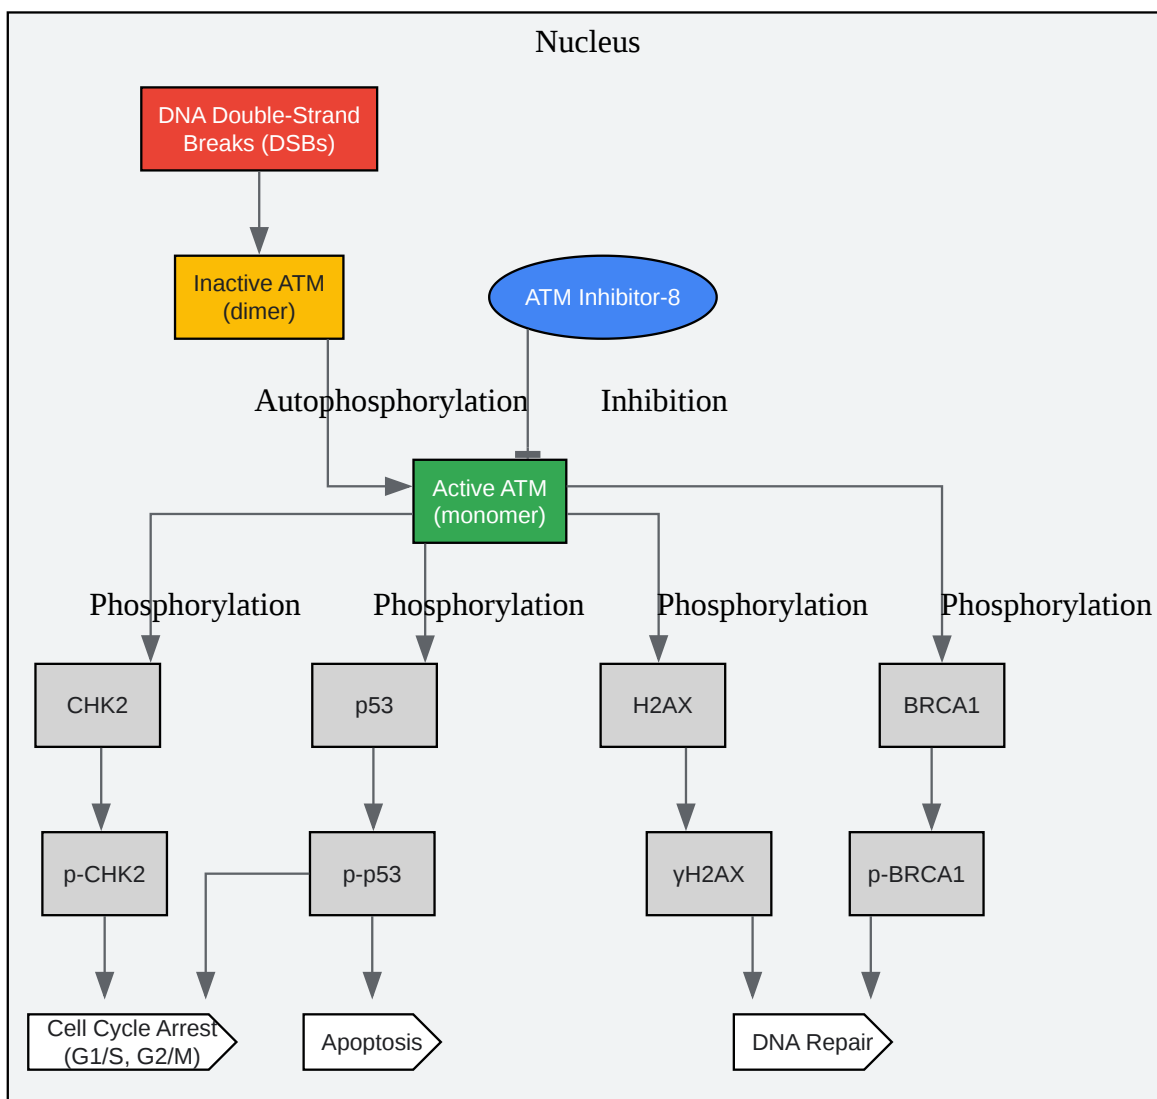 Nucleus
DNA Double-Strand
Breaks (DSBs)
Inactive ATM
(dimer)
ATM Inhibitor-8
Autophosphorylation
Inhibition
Active ATM
(monomer)
Phosphorylation
Phosphorylation
Phosphorylation
Phosphorylation
CHK2
p53
H2AX
BRCA1
p-CHK2
p-p53
γH2AX
p-BRCA1
Cell Cycle Arrest
(G1/S, G2/M)
Apoptosis
DNA Repair